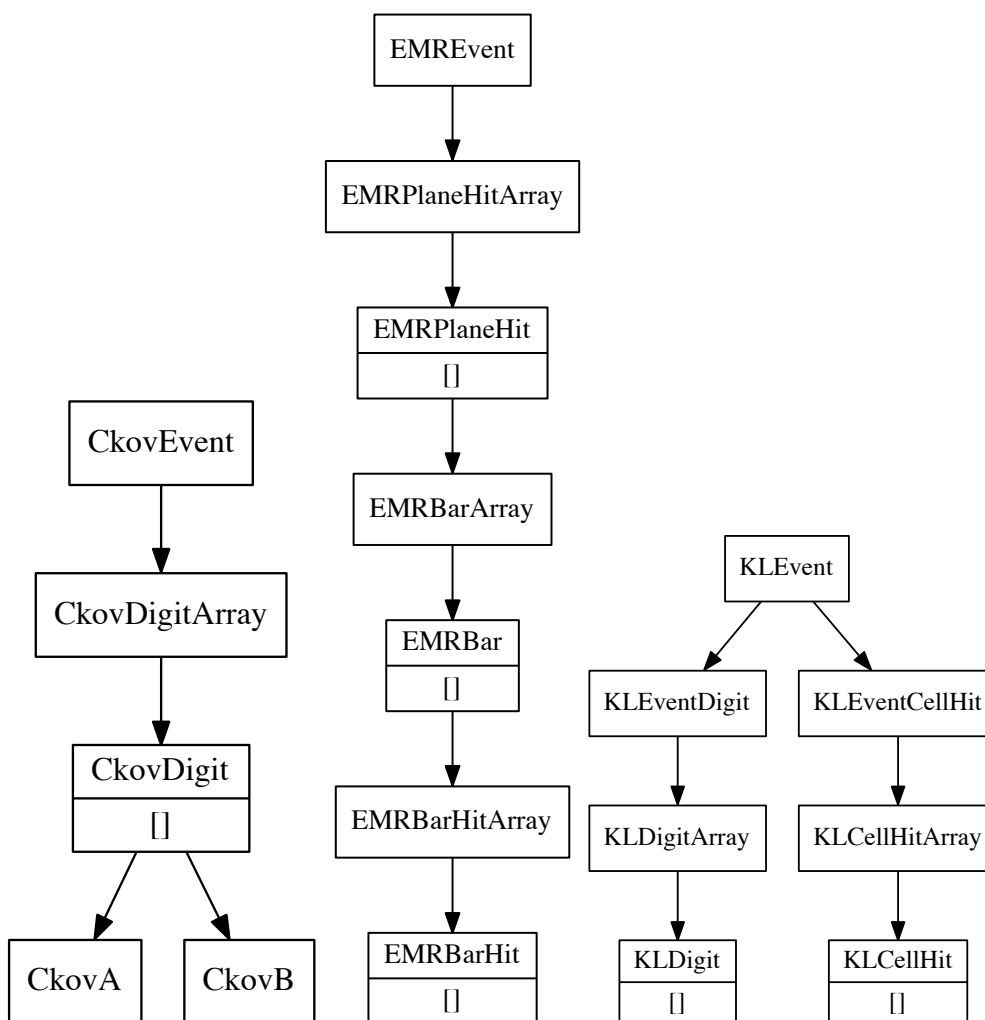 CkovEvent
CkovDigitArray
CkovDigit
[]
CkovA
CkovB
EMREvent
EMRPlaneHitArray
EMRPlaneHit
[]
EMRBarArray
EMRBar
[]
EMRBarHitArray
EMRBarHit
[]
KLEvent
KLEventDigit
KLEventCellHit
KLDigitArray
KLCellHitArray
KLDigit
[]
KLCellHit
[]